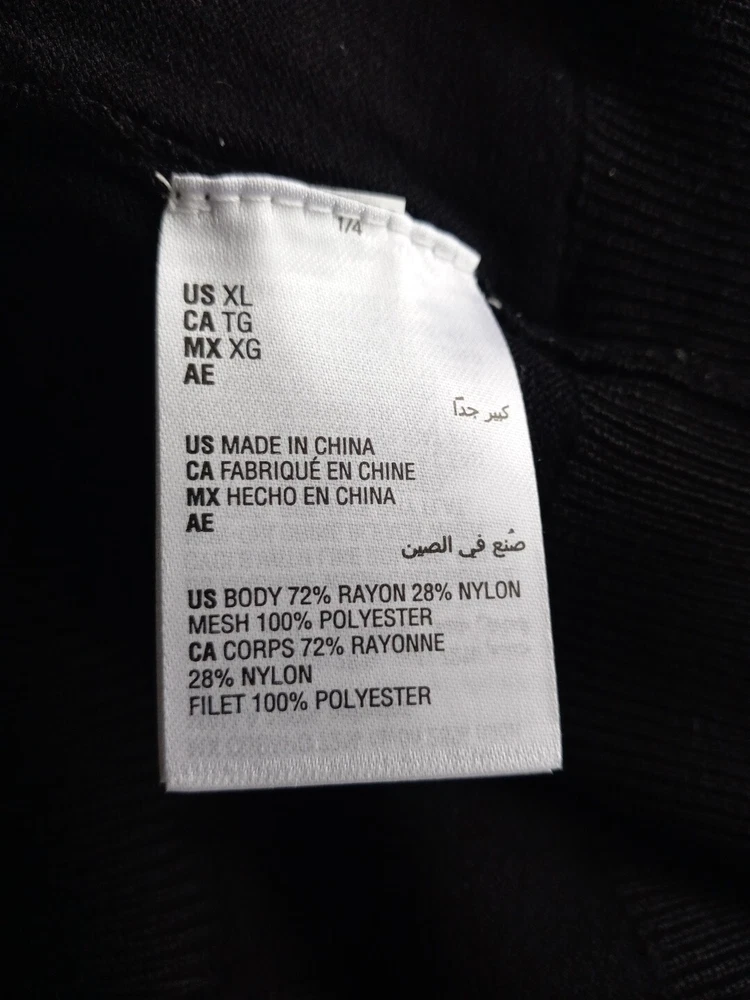 1/4
US XL
CA TG
MX XG
AE
كبير جدًا
US MADE IN CHINA
CA FABRIQUÉ EN CHINE
MX HECHO EN CHINA
AE
صُنع في الصين
US BODY 72% RAYON 28% NYLON
MESH 100% POLYESTER
CA CORPS 72% RAYONNE
28% NYLON
FILET 100% POLYESTER